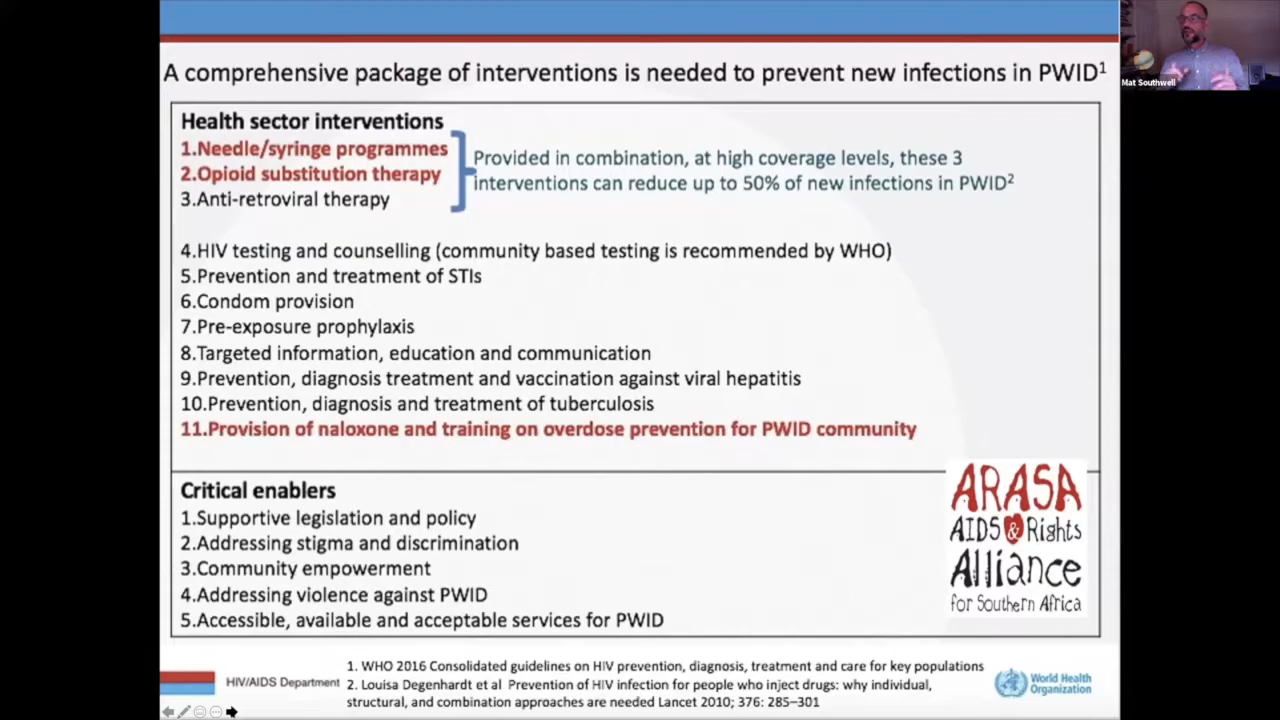 A comprehensive package of interventions is needed to prevent new infections in PWID1
Mat Southwell
Health sector interventions
1.Needle/syringe programmes
2.Opioid substitution therapy
3.Anti-retroviral therapy
Provided in combination, at high coverage levels, these 3
interventions can reduce up to 50% of new infections in PWID2
4.HIV testing and counselling (community based testing is recommended by WHO)
5.Prevention and treatment of STIs
6.Condom provision
7.Pre-exposure prophylaxis
8.Targeted information, education and communication
9.Prevention, diagnosis treatment and vaccination against viral hepatitis
10.Prevention, diagnosis and treatment of tuberculosis
11.Provision of naloxone and training on overdose prevention for PWID community
Critical enablers
1.Supportive legislation and policy
2.Addressing stigma and discrimination
3.Community empowerment
4.Addressing violence against PWID
5.Accessible, available and acceptable services for PWID
ARASA
AIDS & Rights
Alliance
for Southern Africa
HIV/AIDS Department
1. WHO 2016 Consolidated guidelines on HIV prevention, diagnosis, treatment and care for key populations
2. Louisa Degenhardt et al Prevention of HIV infection for people who inject drugs: why individual,
structural, and combination approaches are needed Lancet 2010; 376: 285–301
World Health
Organization